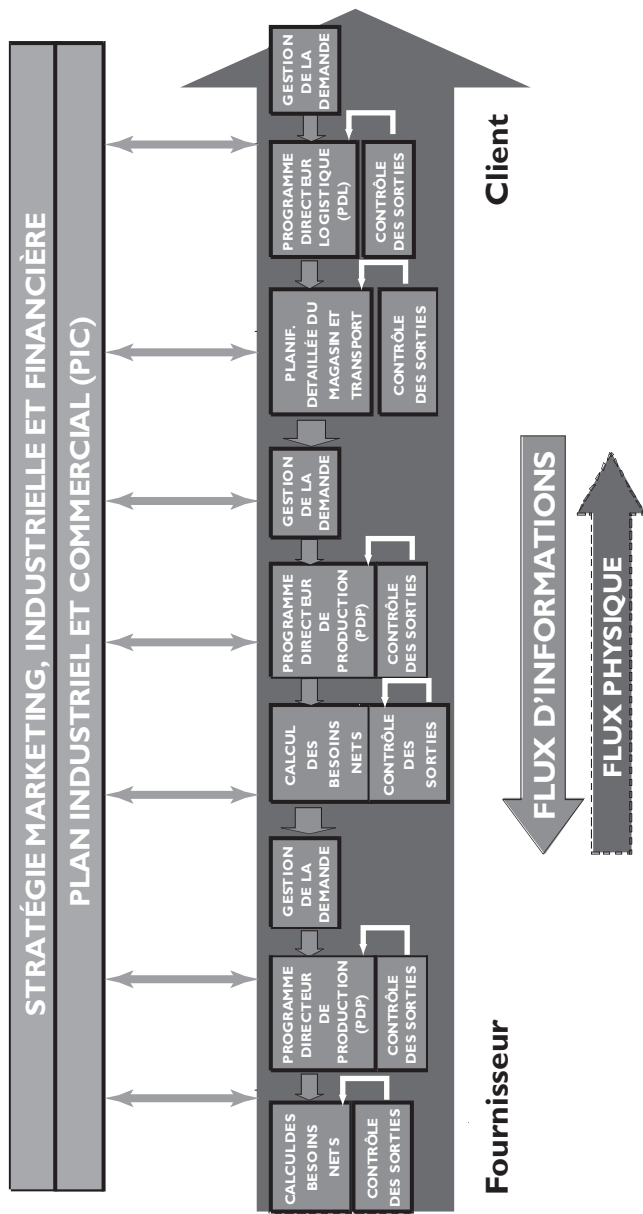 STRATÉGIE MARKETING, INDUSTRIELLE ET FINANCIÈRE
PLAN INDUSTRIEL ET COMMERCIAL (PIC)
CALCULDES
BESOINS
NETS
CONTRÔLE
DES SORTIES
PROGRAMME
DIRECTEUR
DE
PRODUCTION
(PDP)
CONTRÔLE
DES SORTIES
GESTION
DE LA
DEMANDE
CALCUL
DES
BESOINS
NETS
CONTRÔLE
DES
SORTIES
PROGRAMME
DIRECTEUR
DE
PRODUCTION
(PDP)
CONTRÔLE
DES SORTIES
GESTION
DE LA
DEMANDE
PLANIF.
DETAILLÉE DU
MAGASIN ET
TRANSPORT
CONTRÔLE
DES SORTIES
PROGRAMME
DIRECTEUR
LOGISTIQUE
(PDL)
CONTRÔLE
DES SORTIES
GESTION
DE LA
DEMANDE
Fournisseur
Client
FLUX D'INFORMATIONS
FLUX PHYSIQUE